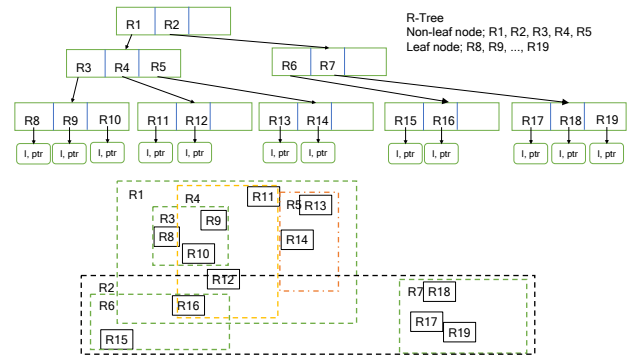 R-Tree
Non-leaf node; R1, R2, R3, R4, R5
Leaf node; R8, R9, ..., R19
R1 R2
R3 R4 R5 R6 R7
R8 R9 R10 R11 R12 R13 R14 R15 R16 R17 R18 R19
I, ptr I, ptr I, ptr I, ptr I, ptr I, ptr I, ptr I, ptr I, ptr I, ptr I, ptr I, ptr
R1 R4 R11
R5 R13
R3 R9
R8 R14
R10
R12
R2 R7 R18
R6 R16
R17
R15 R19